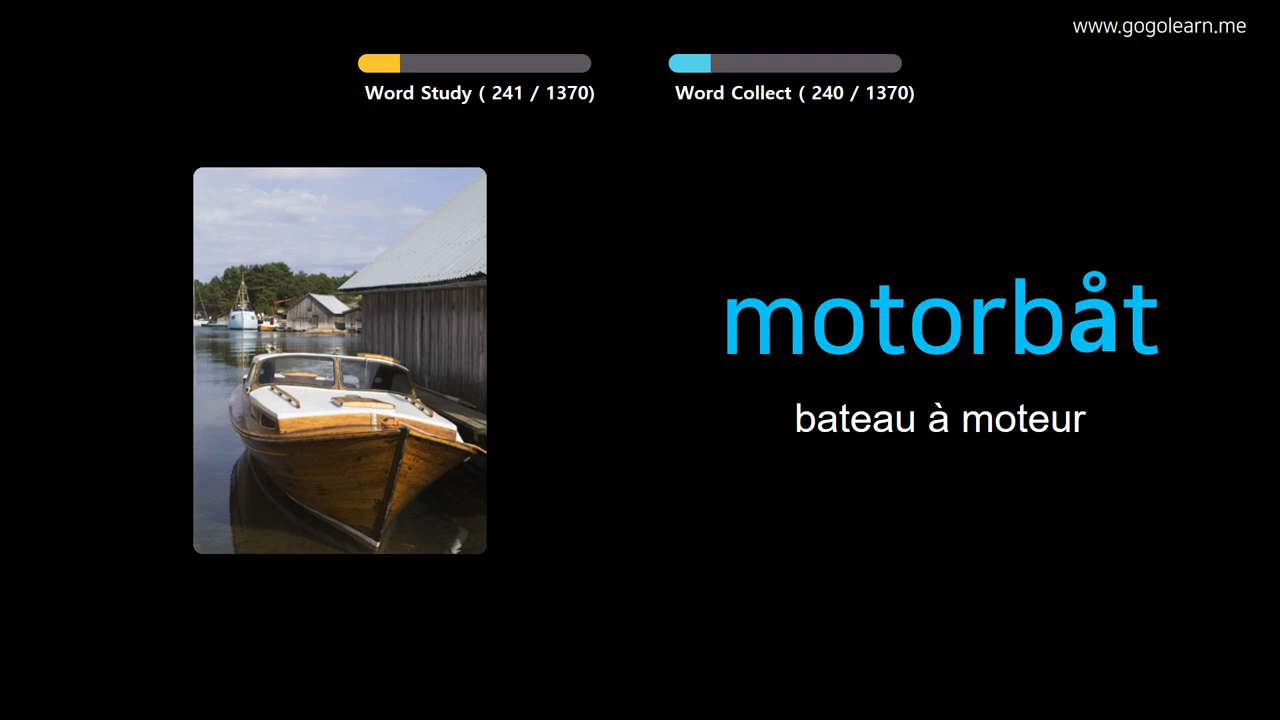 www.gogolearn.me
Word Study ( 241 / 1370)
Word Collect ( 240 / 1370)
motorbåt
bateau à moteur